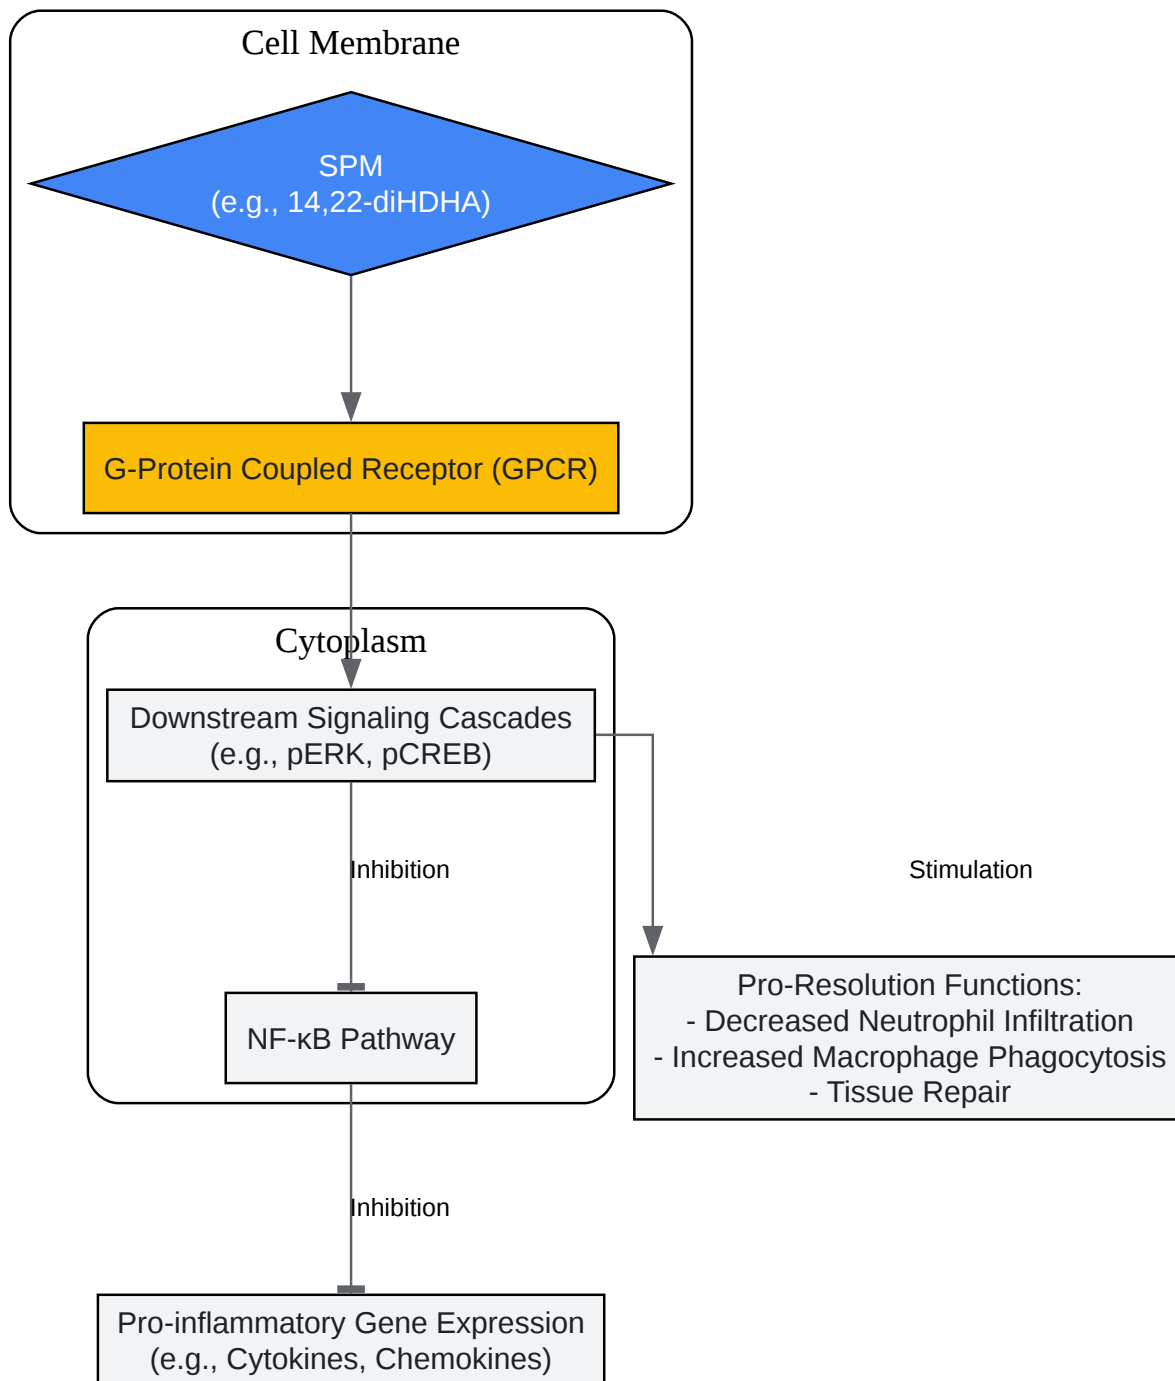 Cell Membrane
SPM
(e.g., 14,22-diHDHA)
G-Protein Coupled Receptor (GPCR)
Cytoplasm
Downstream Signaling Cascades
(e.g., pERK, pCREB)
Inhibition
Stimulation
NF-κB Pathway
Pro-Resolution Functions:
- Decreased Neutrophil Infiltration
- Increased Macrophage Phagocytosis
- Tissue Repair
Inhibition
Pro-inflammatory Gene Expression
(e.g., Cytokines, Chemokines)